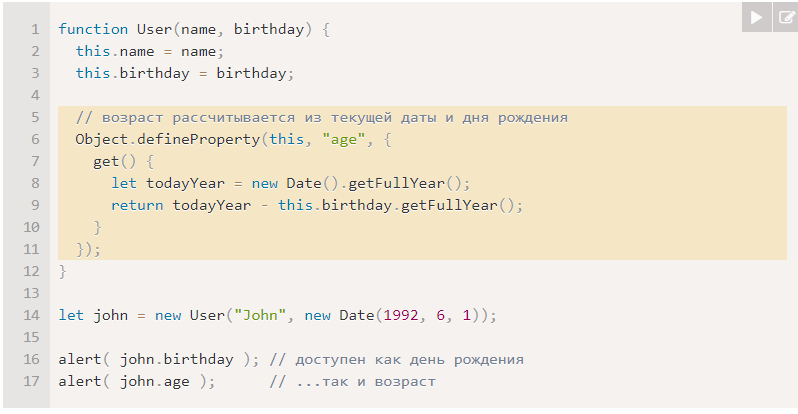 1 function User(name, birthday) {
2   this.name = name;
3   this.birthday = birthday;
4
5   // возраст рассчитывается из текущей даты и дня рождения
6   Object.defineProperty(this, "age", {
7     get() {
8       let todayYear = new Date().getFullYear();
9       return todayYear - this.birthday.getFullYear();
10     }
11   });
12 }
13
14 let john = new User("John", new Date(1992, 6, 1));
15
16 alert( john.birthday ); // доступен как день рождения
17 alert( john.age );      // ...так и возраст